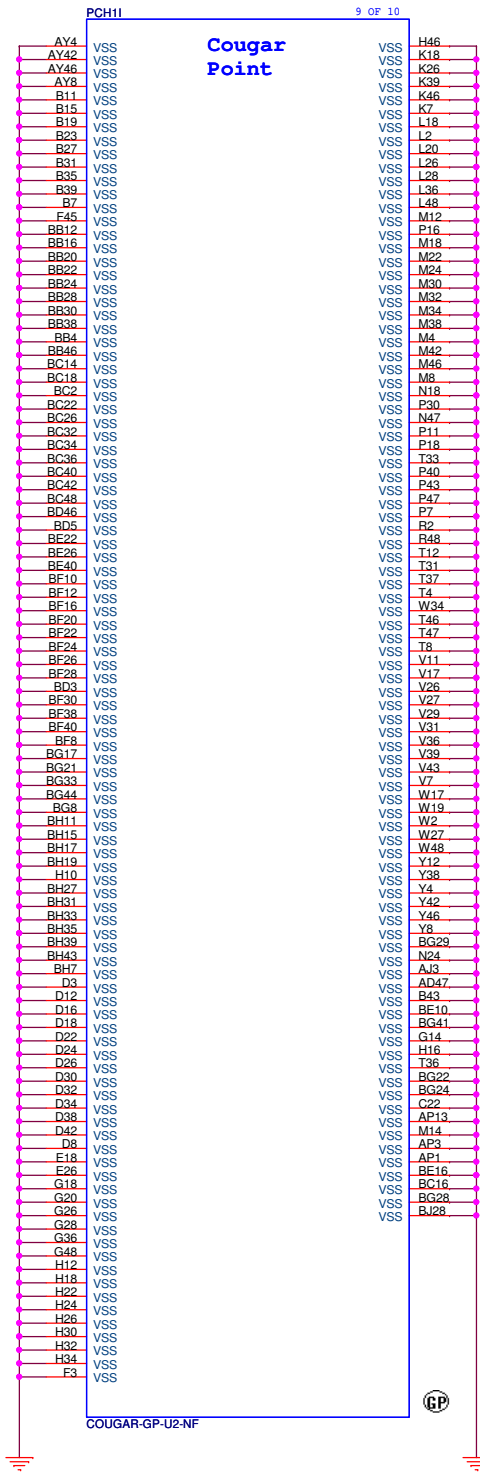 PCH1I 9 OF 10
Cougar
Point
AY4 VSS VSS H46
AY42 VSS VSS K18
AY46 VSS VSS K26
AY8 VSS VSS K39
B11 VSS VSS K46
B15 VSS VSS K7
B19 VSS VSS L18
B23 VSS VSS L2
B27 VSS VSS L20
B31 VSS VSS L26
B35 VSS VSS L28
B39 VSS VSS L36
B7 VSS VSS L48
F45 VSS VSS M12
BB12 VSS VSS P16
BB16 VSS VSS M18
BB20 VSS VSS M22
BB22 VSS VSS M24
BB24 VSS VSS M30
BB28 VSS VSS M32
BB30 VSS VSS M34
BB38 VSS VSS M38
BB4 VSS VSS M4
BB46 VSS VSS M42
BC14 VSS VSS M46
BC18 VSS VSS M8
BC2 VSS VSS N18
BC22 VSS VSS P30
BC26 VSS VSS N47
BC32 VSS VSS P11
BC34 VSS VSS P18
BC36 VSS VSS T33
BC40 VSS VSS P40
BC42 VSS VSS P43
BC48 VSS VSS P47
BD46 VSS VSS P7
BD5 VSS VSS R2
BE22 VSS VSS R48
BE26 VSS VSS T12
BE40 VSS VSS T31
BF10 VSS VSS T37
BF12 VSS VSS T4
BF16 VSS VSS W34
BF20 VSS VSS T46
BF22 VSS VSS T47
BF24 VSS VSS T8
BF26 VSS VSS V11
BF28 VSS VSS V17
BD3 VSS VSS V26
BF30 VSS VSS V27
BF38 VSS VSS V29
BF40 VSS VSS V31
BF8 VSS VSS V36
BG17 VSS VSS V39
BG21 VSS VSS V43
BG33 VSS VSS V7
BG44 VSS VSS W17
BG8 VSS VSS W19
BH11 VSS VSS W2
BH15 VSS VSS W27
BH17 VSS VSS W48
BH19 VSS VSS Y12
H10 VSS VSS Y38
BH27 VSS VSS Y4
BH31 VSS VSS Y42
BH33 VSS VSS Y46
BH35 VSS VSS Y8
BH39 VSS VSS BG29
BH43 VSS VSS N24
BH7 VSS VSS AJ3
D3 VSS VSS AD47
D12 VSS VSS B43
D16 VSS VSS BE10
D18 VSS VSS BG41
D22 VSS VSS G14
D24 VSS VSS H16
D26 VSS VSS T36
D30 VSS VSS BG22
D32 VSS VSS BG24
D34 VSS VSS C22
D38 VSS VSS AP13
D42 VSS VSS M14
D8 VSS VSS AP3
E18 VSS VSS AP1
E26 VSS VSS BE16
G18 VSS VSS BC16
G20 VSS VSS BG28
G26 VSS VSS BJ28
G28 VSS
G36 VSS
G48 VSS
H12 VSS
H18 VSS
H22 VSS
H24 VSS
H26 VSS
H30 VSS
H32 VSS
H34 VSS
F3 VSS
GP
COUGAR-GP-U2-NF